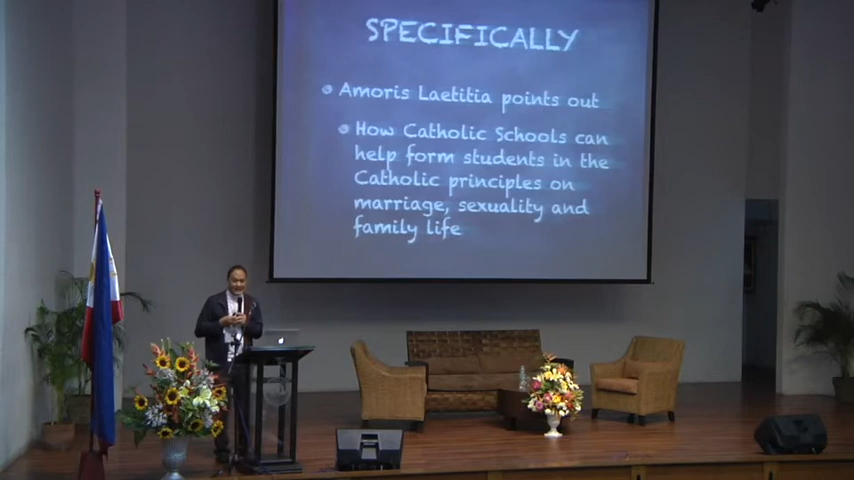 SPECIFICALLY
Amoris Laetitia points out
How Catholic Schools can
help form students in the
Catholic principles on
marriage, sexuality and
family life